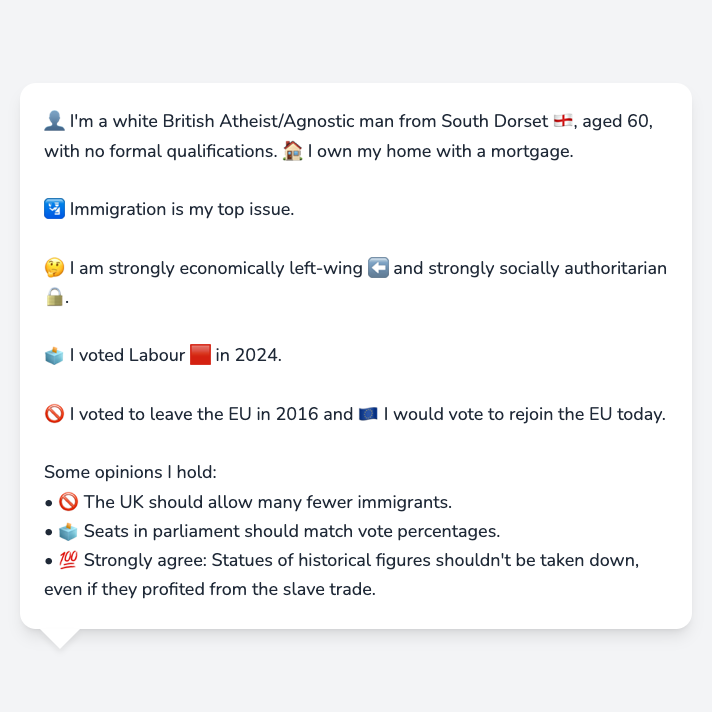 👤 I'm a white British Atheist/Agnostic man from South Dorset 🏴󠁧󠁢󠁥󠁮󠁧󠁿, aged 60,
with no formal qualifications. 🏠 I own my home with a mortgage.
🛂 Immigration is my top issue.
🤔 I am strongly economically left-wing ⬅️ and strongly socially authoritarian
🔒.
🗳️ I voted Labour 🟥 in 2024.
🚫 I voted to leave the EU in 2016 and 🇪🇺 I would vote to rejoin the EU today.
Some opinions I hold:
• 🚫 The UK should allow many fewer immigrants.
• 🗳️ Seats in parliament should match vote percentages.
• 💯 Strongly agree: Statues of historical figures shouldn't be taken down,
even if they profited from the slave trade.